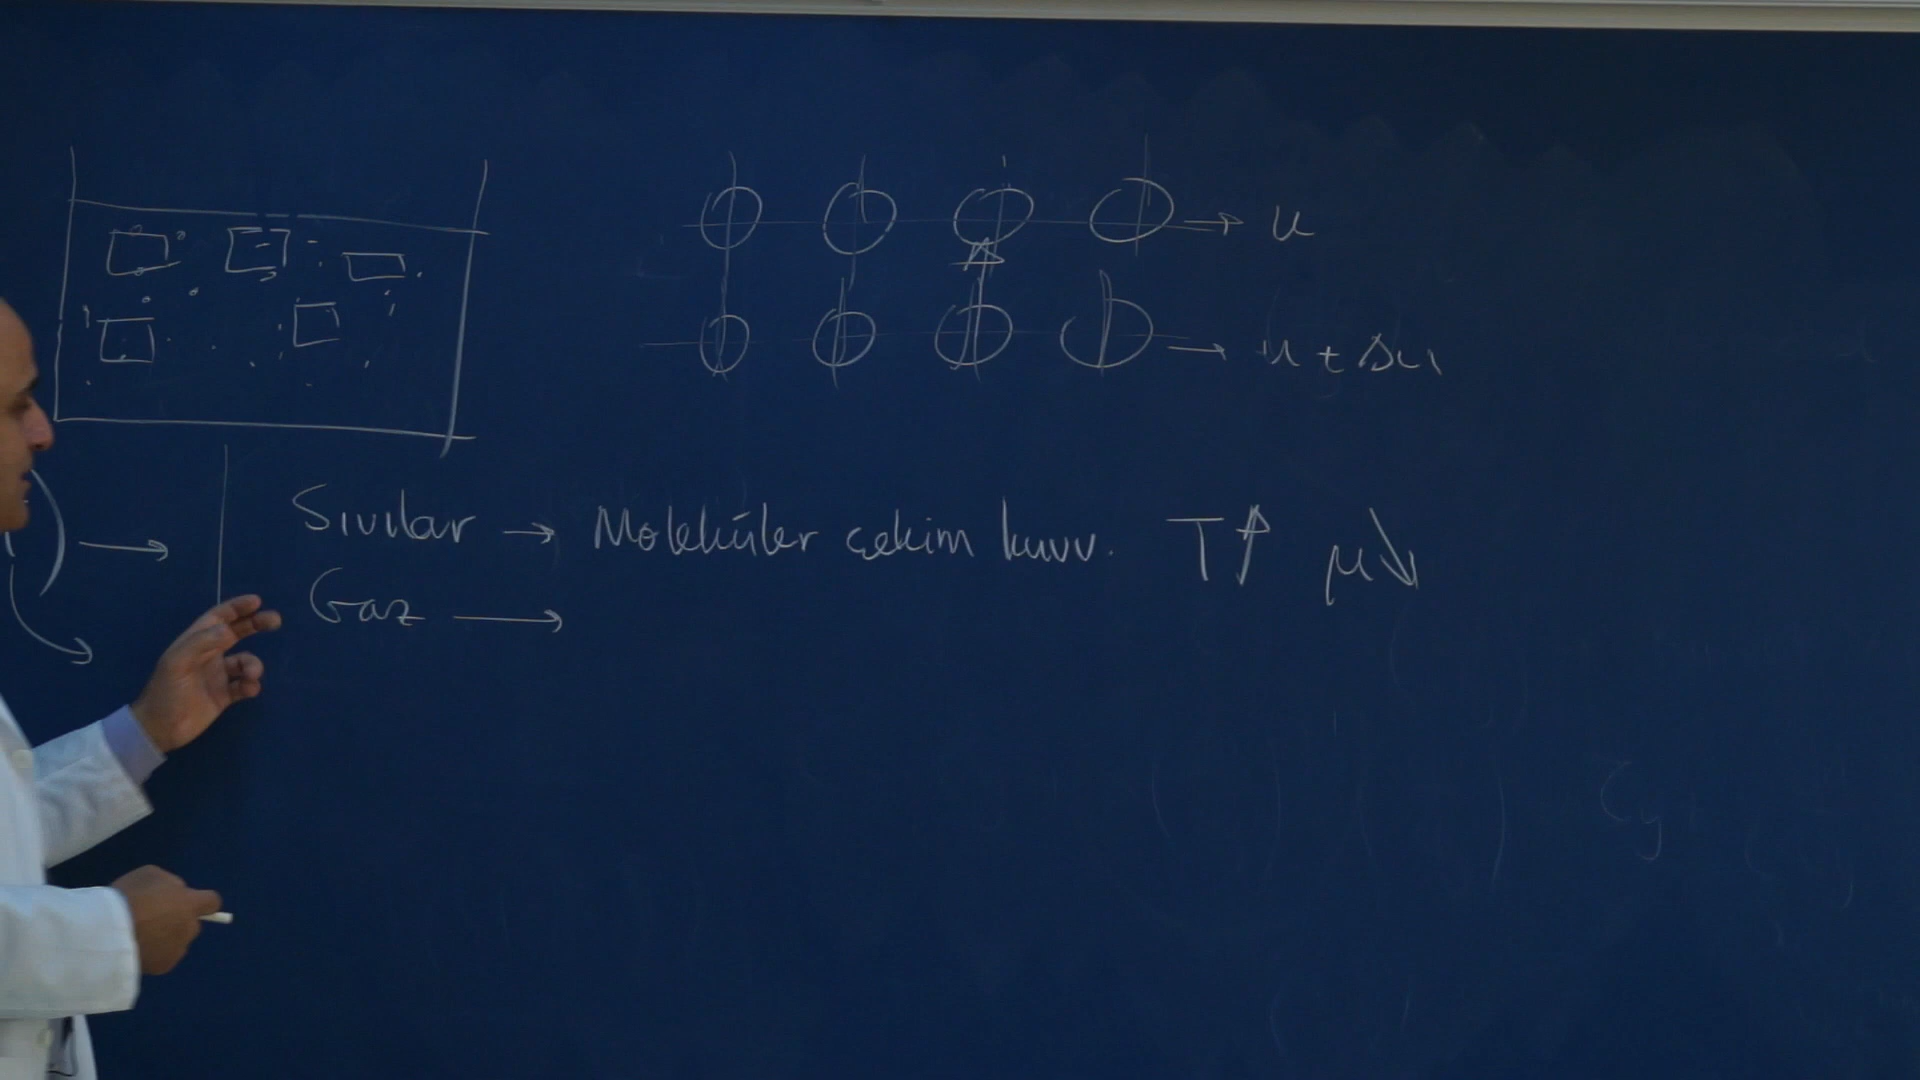 → u
→ u + Δu
Sıvılar → Moleküler çekim kuvv. T↑ μ↓
Gaz →